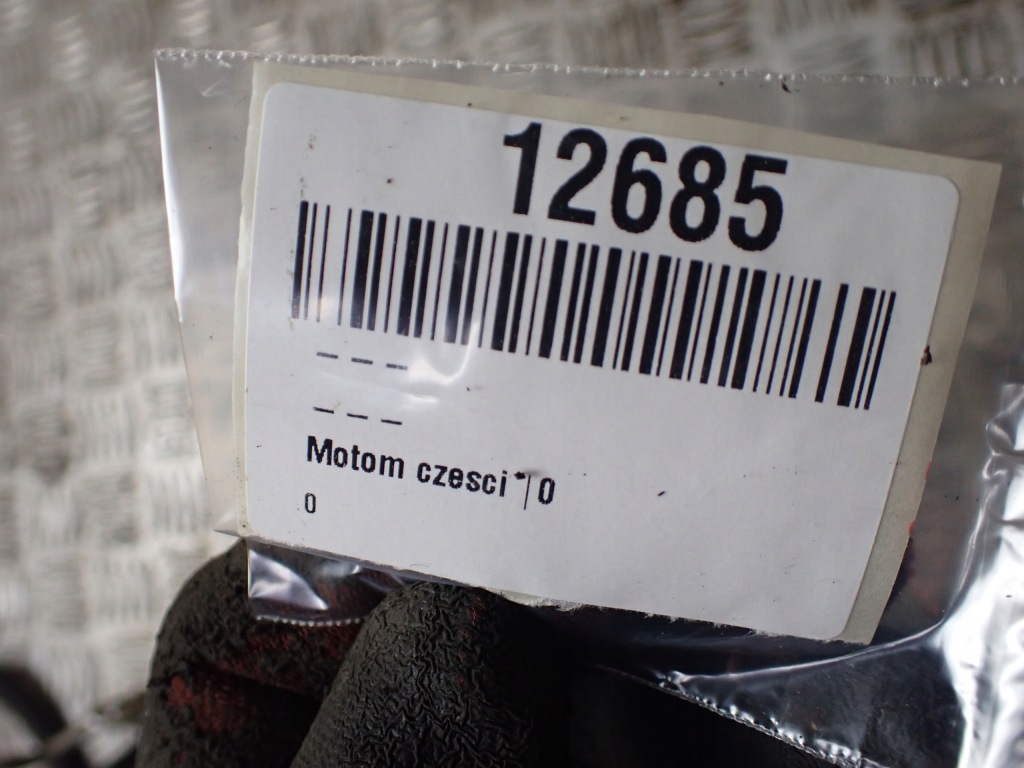 12685
– – –
– – –
Motom czesci | 0
0